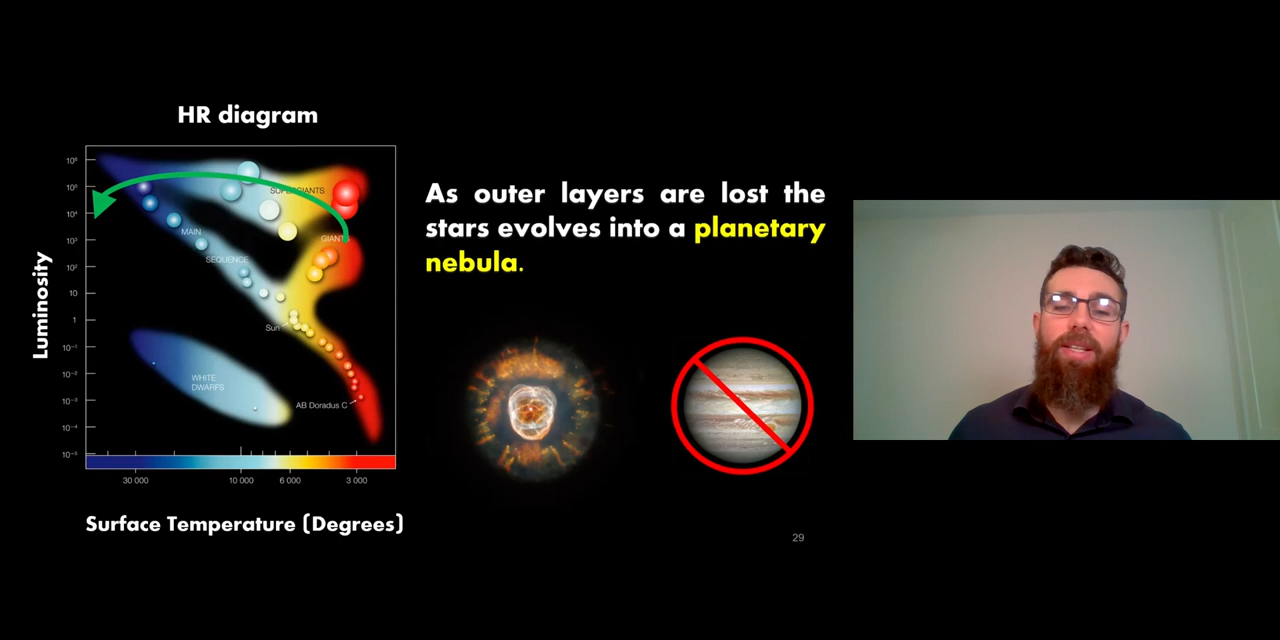 HR diagram
Luminosity
10⁶
10⁵
10⁴
10³
10²
10
1
10⁻¹
10⁻²
10⁻³
10⁻⁴
10⁻⁵
SUPERGIANTS
MAIN
SEQUENCE
Sun
WHITE
DWARFS
AB Doradus C
30 000
10 000
6 000
3 000
Surface Temperature (Degrees)
As outer layers are lost the
stars evolves into a planetary
nebula.
29